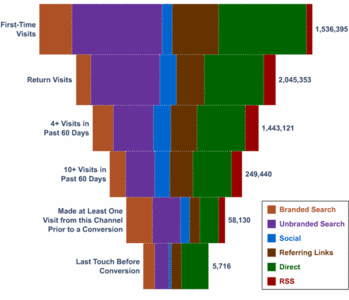 First-Time
Visits
1,536,395
Return Visits
2,045,353
4+ Visits in
Past 60 Days
1,443,121
10+ Visits in
Past 60 Days
249,440
Made at Least One
Visit from this Channel
Prior to a Conversion
58,130
Last Touch Before
Conversion
5,716
Branded Search
Unbranded Search
Social
Referring Links
Direct
RSS